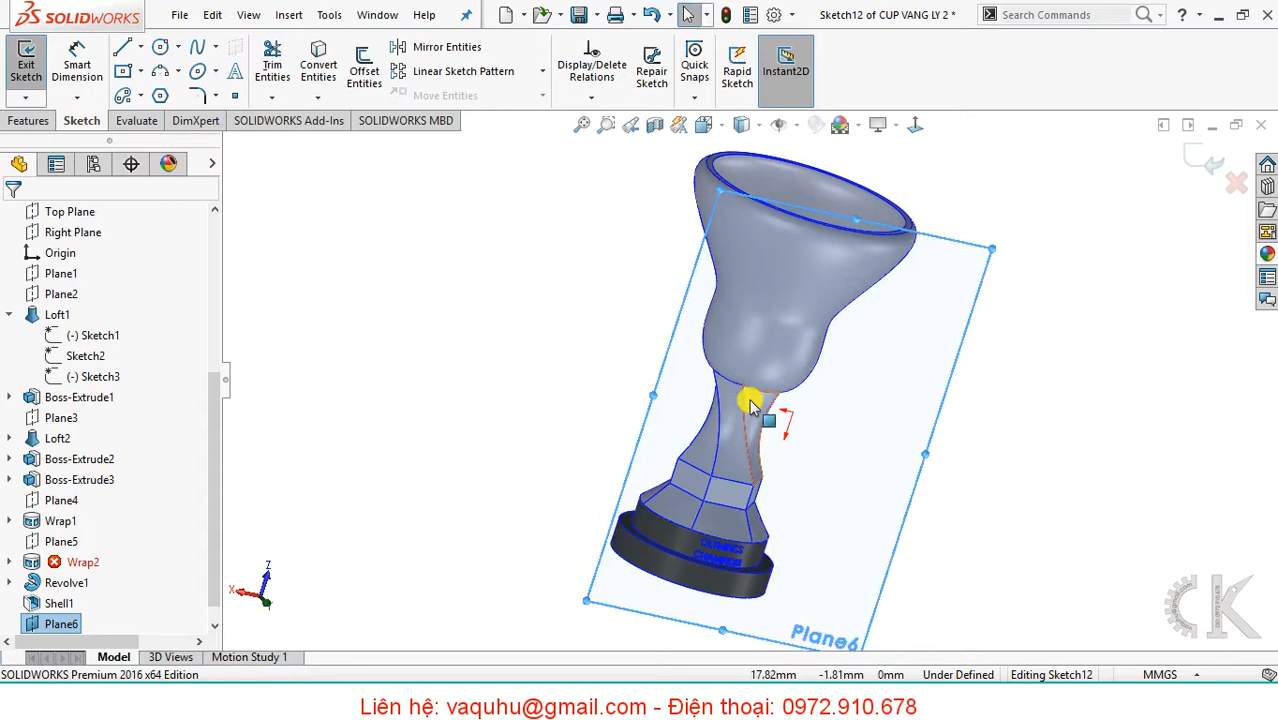 SOLIDWORKS
File Edit View Insert Tools Window Help
Sketch12 of CUP VANG LY 2 *
Search Commands
?
Exit Sketch
Smart Dimension
Trim Entities
Convert Entities
Offset Entities
Mirror Entities
Linear Sketch Pattern
Move Entities
Display/Delete Relations
Repair Sketch
Quick Snaps
Rapid Sketch
Instant2D
Features Sketch Evaluate DimXpert SOLIDWORKS Add-Ins SOLIDWORKS MBD
Top Plane
Right Plane
Origin
Plane1
Plane2
Loft1
(-) Sketch1
Sketch2
(-) Sketch3
Boss-Extrude1
Plane3
Loft2
Boss-Extrude2
Boss-Extrude3
Plane4
Wrap1
Plane5
Wrap2
Revolve1
Shell1
Plane6
OLYMPICS
CHAMPION
Plane6
Z
X
CK
Model 3D Views Motion Study 1
SOLIDWORKS Premium 2016 x64 Edition
17.82mm -1.81mm 0mm Under Defined Editing Sketch12 MMGS
Liên hệ: vaquhu@gmail.com - Điện thoại: 0972.910.678